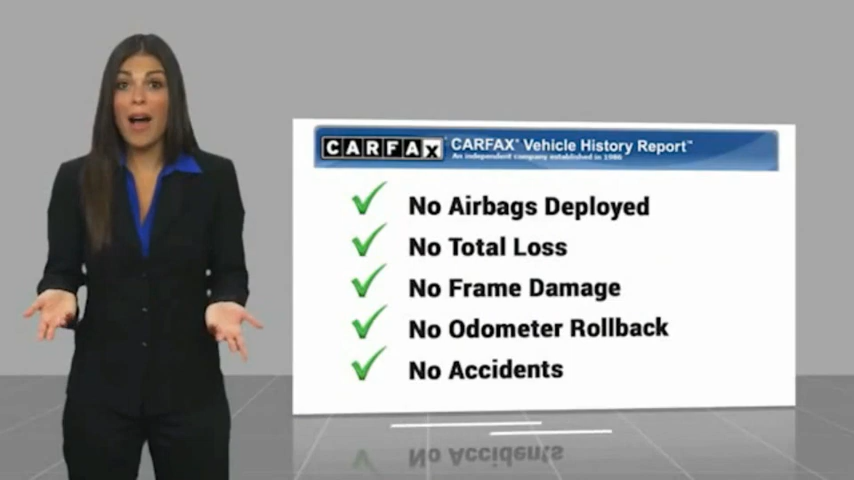 CARFAX CARFAX® Vehicle History Report™
An independent company established in 1986
No Airbags Deployed
No Total Loss
No Frame Damage
No Odometer Rollback
No Accidents
No Accidents